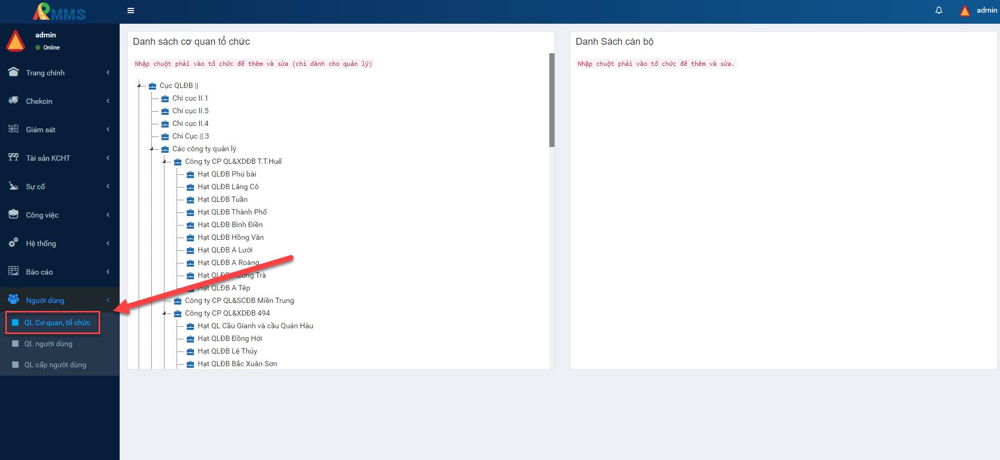 RMMS
admin
admin
Online
Trang chính
Chekcin
Giám sát
Tài sản KCHT
Sự cố
Công việc
Hệ thống
Báo cáo
Người dùng
QL Cơ quan, tổ chức
QL người dùng
QL cấp người dùng
Danh sách cơ quan tổ chức
Nhập chuột phải vào tổ chức để thêm và sửa (chỉ dành cho quản lý)
Cục QLĐB ||
Chi cuc II.1
Chi cục II.5
Chi cục II.4
Chi Cục ||.3
Các công ty quản lý
Công ty CP QL&XDĐB T.T.Huế
Hạt QLĐB Phú bài
Hạt QLĐB Lăng Cô
Hạt QLĐB Tuần
Hạt QLĐB Thành Phố
Hạt QLĐB Bình Điền
Hạt QLĐB Hồng Vân
Hạt QLĐB A Lưới
Hạt QLĐB A Roàng
Hạt Trà
Hạt QLĐB A Tép
Công ty CP QL&SCĐB Miền Trung
Công ty CP QL&XDĐB 494
Hạt QL Cầu Gianh và cầu Quán Hàu
Hạt QLĐB Đồng Hới
Hạt QLĐB Lệ Thủy
Hạt QLĐB Bắc Xuân Sơn
Danh Sách cán bộ
Nhập chuột phải vào tổ chức để thêm và sửa.